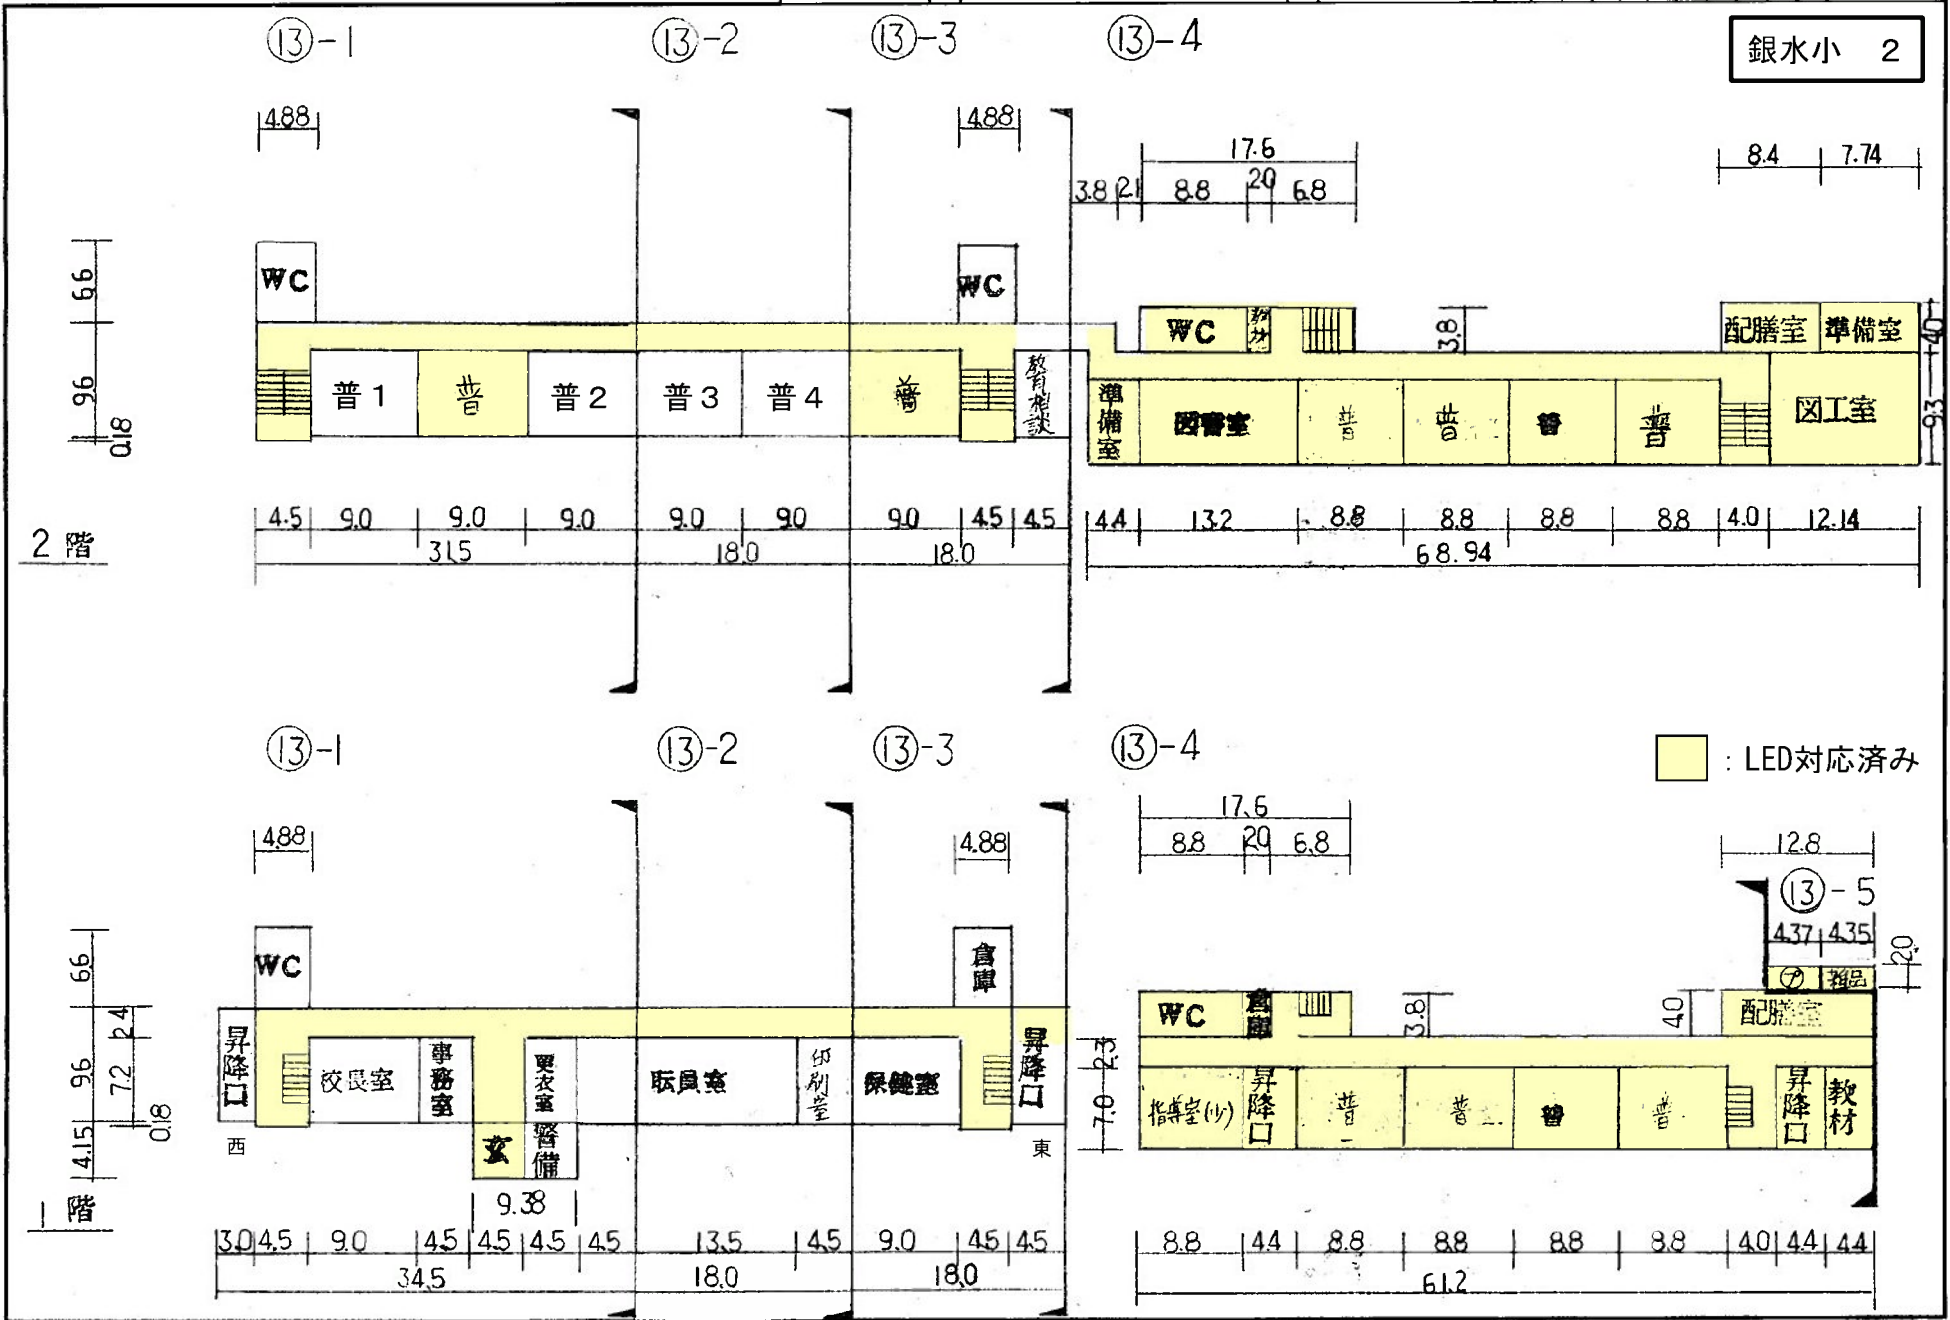 ⑬-1 ⑬-2 ⑬-3 ⑬-4
銀水小 2
4.88 4.88
17.6 8.4 7.74
3.8 2.1 8.8 2.0 6.8
6.6 WC WC
WC 3.8 配膳室 準備室 4.0
9.6 普1 普 普2 普3 普4 普 教育相談 準備室 図書室 普 普 普 普 図工室 9.3
0.18
4.5 9.0 9.0 9.0 9.0 9.0 9.0 4.5 4.5 4.4 13.2 8.8 8.8 8.8 8.8 4.0 12.14
2階
31.5 18.0 18.0 68.94
⑬-1 ⑬-2 ⑬-3 ⑬-4
:LED対応済み
17.6
4.88 4.88 8.8 2.0 6.8 12.8
⑬-5
4.37 4.35 2.0
6.6 WC 倉庫
プ
WC 倉庫 3.8 4.0 配膳室
2.4 2.3
9.6 7.2 昇降口 校長室 事務室 更衣室 職員室 印刷室 保健室 昇降口 7.0 指導室(少) 昇降口 普 普 普 普 昇降口 教材
0.18
4.15 西 玄 警備 東
9.38
1階
3.0 4.5 9.0 4.5 4.5 4.5 4.5 13.5 4.5 9.0 4.5 4.5 8.8 4.4 8.8 8.8 8.8 8.8 4.0 4.4 4.4
34.5 18.0 18.0 61.2